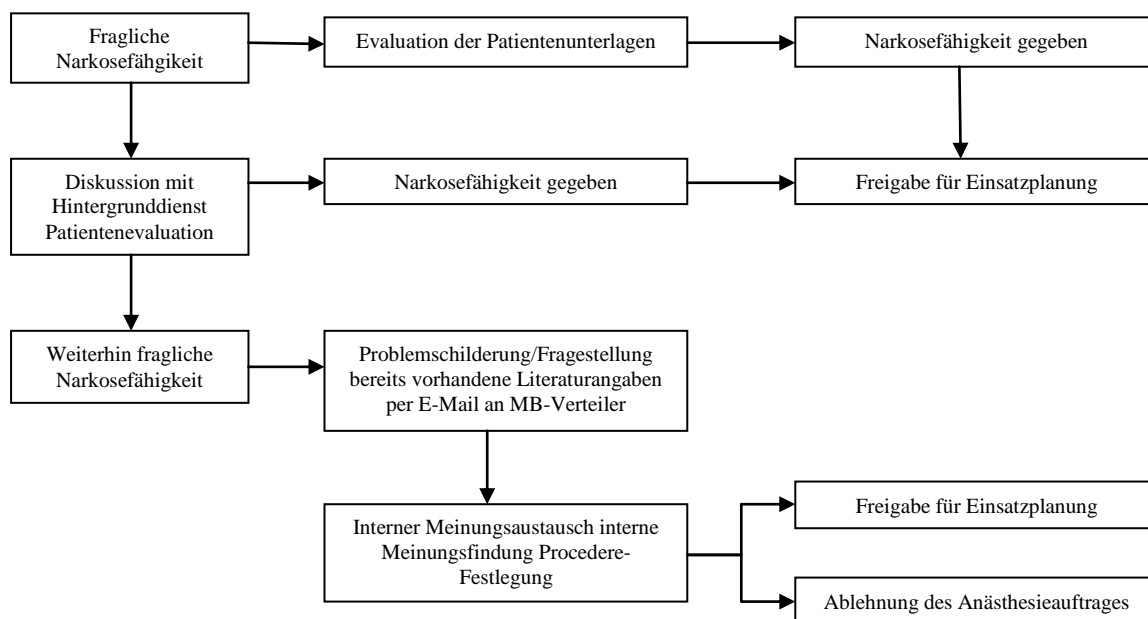 Fragliche
Narkosefähgikeit
Evaluation der Patientenunterlagen
Narkosefähigkeit gegeben
Diskussion mit
Hintergrunddienst
Patientenevaluation
Narkosefähigkeit gegeben
Freigabe für Einsatzplanung
Weiterhin fragliche
Narkosefähigkeit
Problemschilderung/Fragestellung
bereits vorhandene Literaturangaben
per E-Mail an MB-Verteiler
Interner Meinungsaustausch interne
Meinungsfindung Procedere-
Festlegung
Freigabe für Einsatzplanung
Ablehnung des Anästhesieauftrages